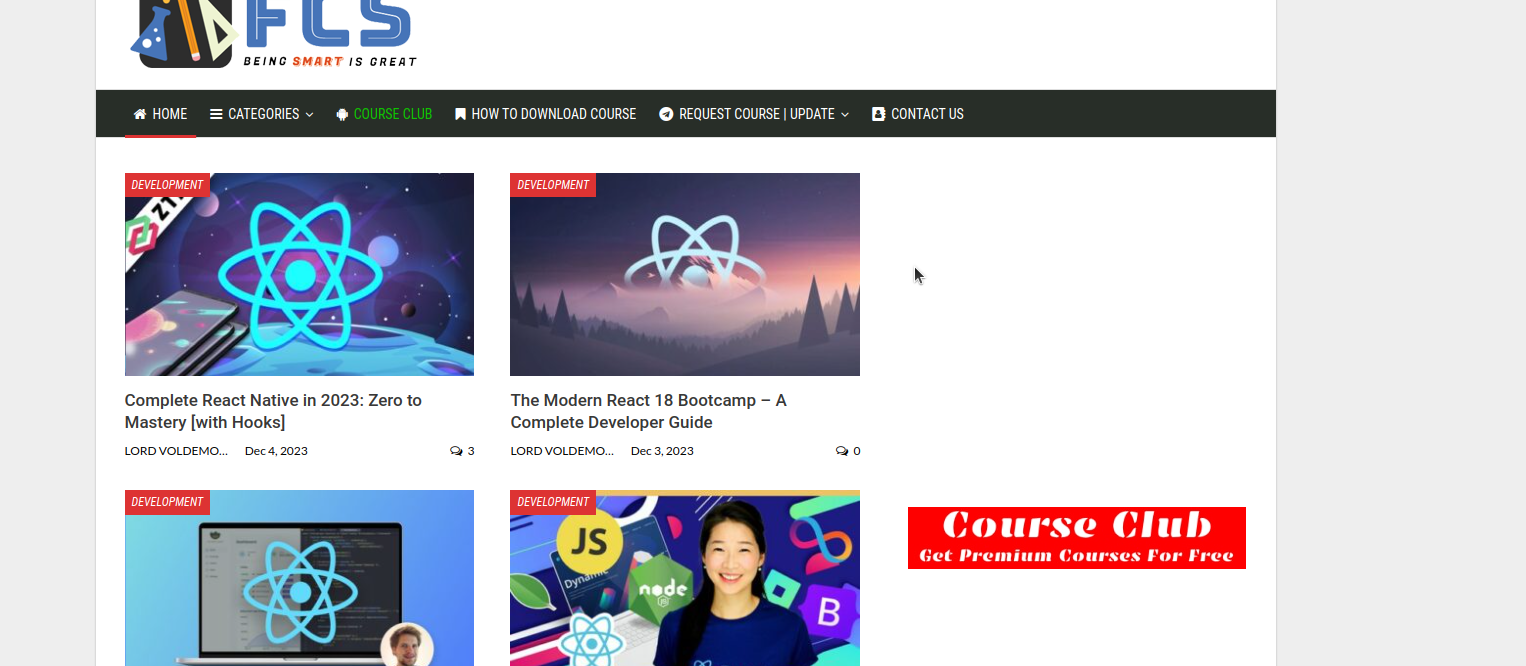 FCS
BEING SMART IS GREAT
HOME CATEGORIES COURSE CLUB HOW TO DOWNLOAD COURSE REQUEST COURSE | UPDATE CONTACT US
DEVELOPMENT
ZT
Complete React Native in 2023: Zero to
Mastery [with Hooks]
LORD VOLDEMO... Dec 4, 2023 3
DEVELOPMENT
The Modern React 18 Bootcamp – A
Complete Developer Guide
LORD VOLDEMO... Dec 3, 2023 0
DEVELOPMENT
DEVELOPMENT
JS
Dynamic
node
JS
B
Course Club
Get Premium Courses For Free